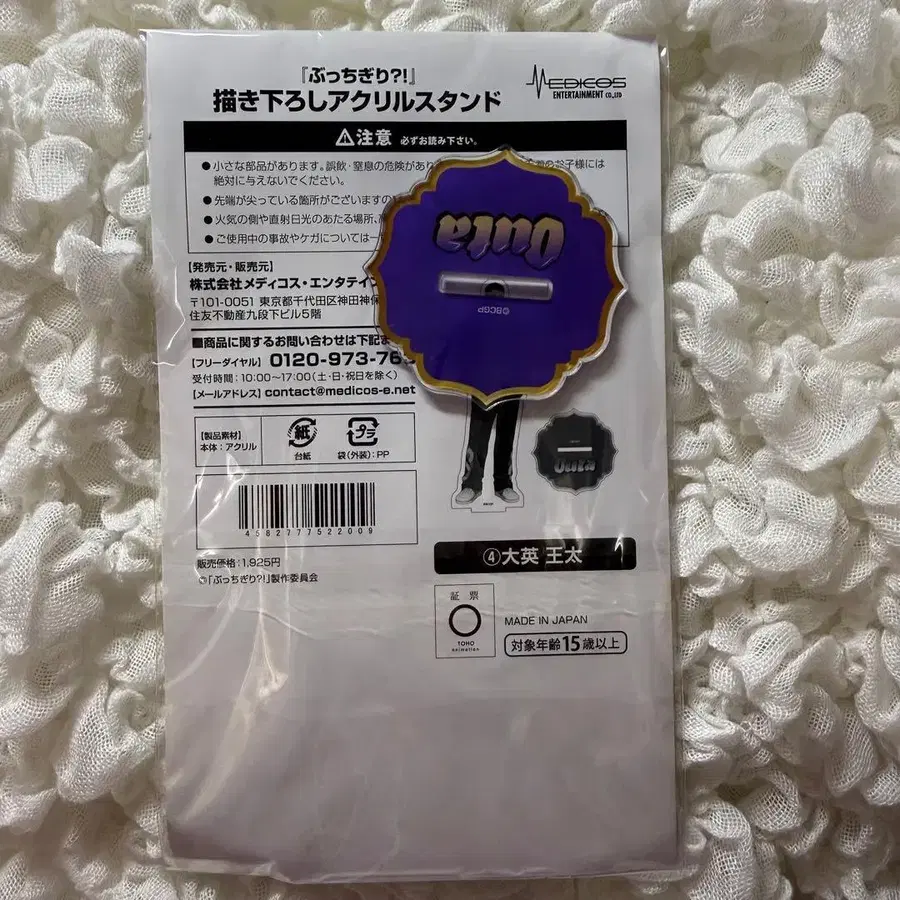 『ぶっちぎり?!』
描き下ろしアクリルスタンド
MEDICOS
ENTERTAINMENT CO.,LTD
⚠注意 必ずお読み下さい。
●小さな部品があります。誤飲・窒息の危険があり のお子様には
絶対に与えないでください。
●先端が尖っている箇所がございますの
●火気の側や直射日光のあたる場所、
●ご使用中の事故やケガについては一
Outa
©BCGP
【発売元・販売元】
株式会社メディコス・エンタテイン
〒101-0051 東京都千代田区神田神保
住友不動産九段下ビル5階
■商品に関するお問い合わせは下記ま
【フリーダイヤル】 0120-973-76
受付時間:10:00~17:00(土・日・祝日を除く)
【メールアドレス】 contact@medicos-e.net
【製品素材】
本体:アクリル
紙
台紙
プラ
袋(外装):PP
Outa
4582777522009
④大英 王太
販売価格:1,925円
©「ぶっちぎり?!」製作委員会
証 票
TOHO
animation
MADE IN JAPAN
対象年齢15歳以上